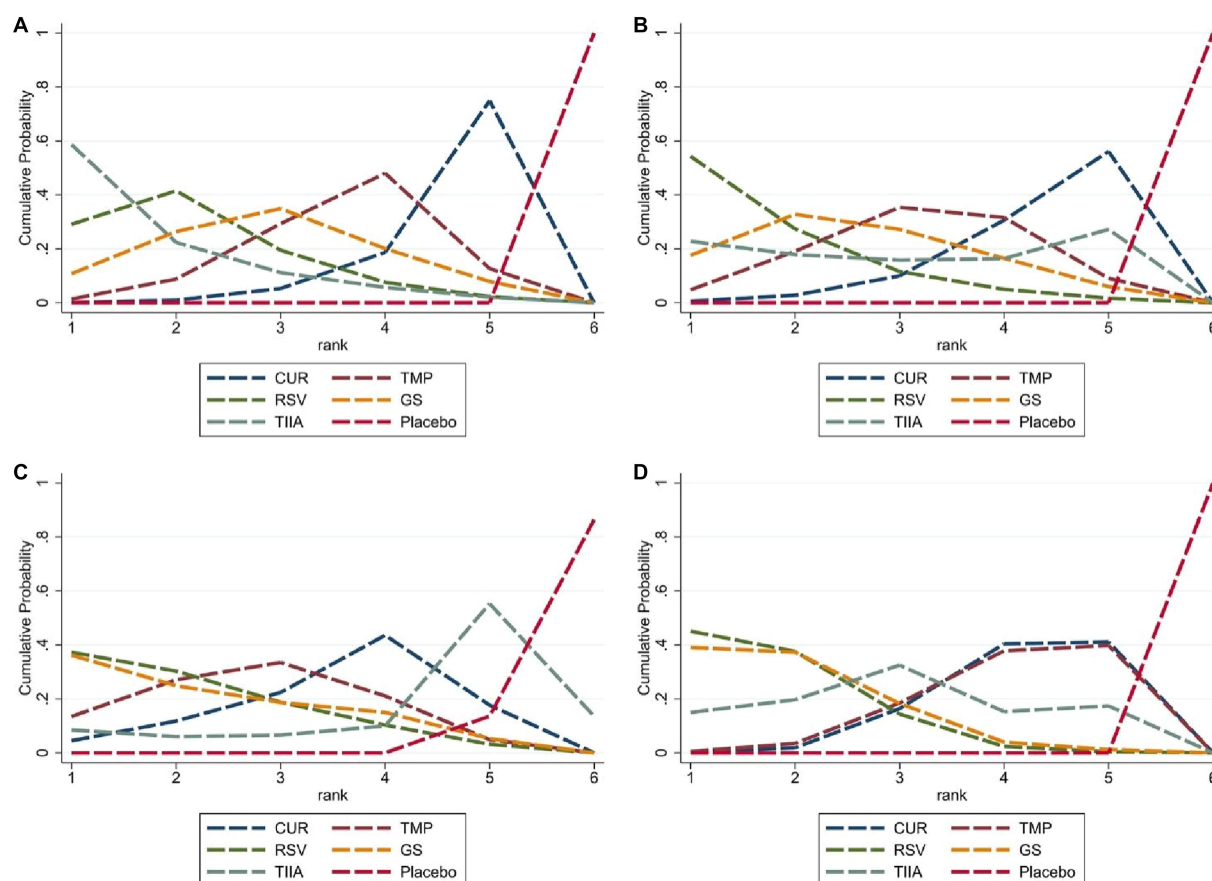 A
Cumulative Probability
1
.8
.6
.4
.2
0
1 2 3 4 5 6
rank
CUR TMP
RSV GS
TIIA Placebo
B
Cumulative Probability
1
.8
.6
.4
.2
0
1 2 3 4 5 6
rank
CUR TMP
RSV GS
TIIA Placebo
C
Cumulative Probability
1
.8
.6
.4
.2
0
1 2 3 4 5 6
rank
CUR TMP
RSV GS
TIIA Placebo
D
Cumulative Probability
1
.8
.6
.4
.2
0
1 2 3 4 5 6
rank
CUR TMP
RSV GS
TIIA Placebo